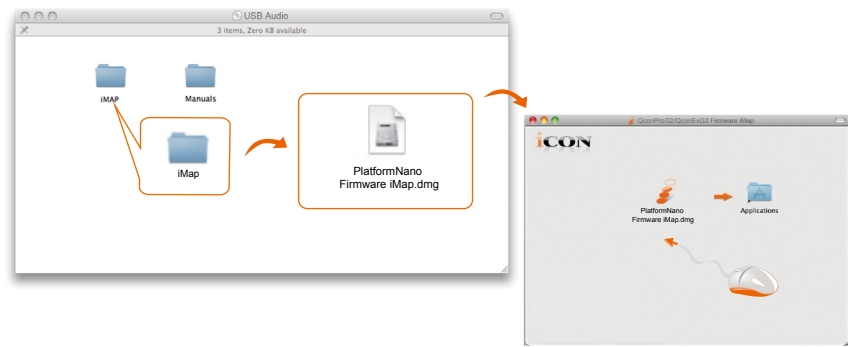 USB Audio
3 items, Zero KB available
iMAP
Manuals
iMap
PlatformNano
Firmware iMap.dmg
QconProG2/QconExG2 Firmware iMap
iCON
PlatformNano
Firmware iMap.dmg
Applications